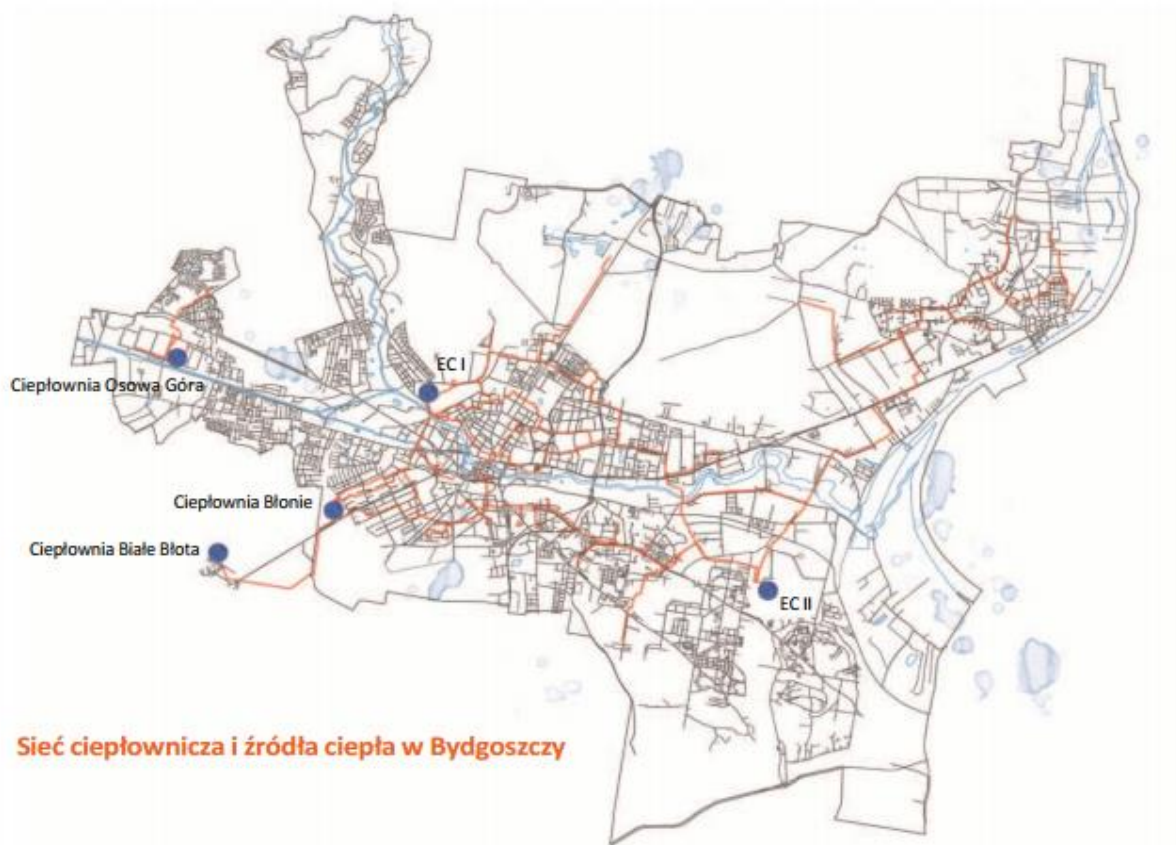 EC I
Ciepłownia Osowa Góra
Ciepłownia Błonie
Ciepłownia Białe Błota
EC II
Sieć ciepłownicza i źródła ciepła w Bydgoszczy